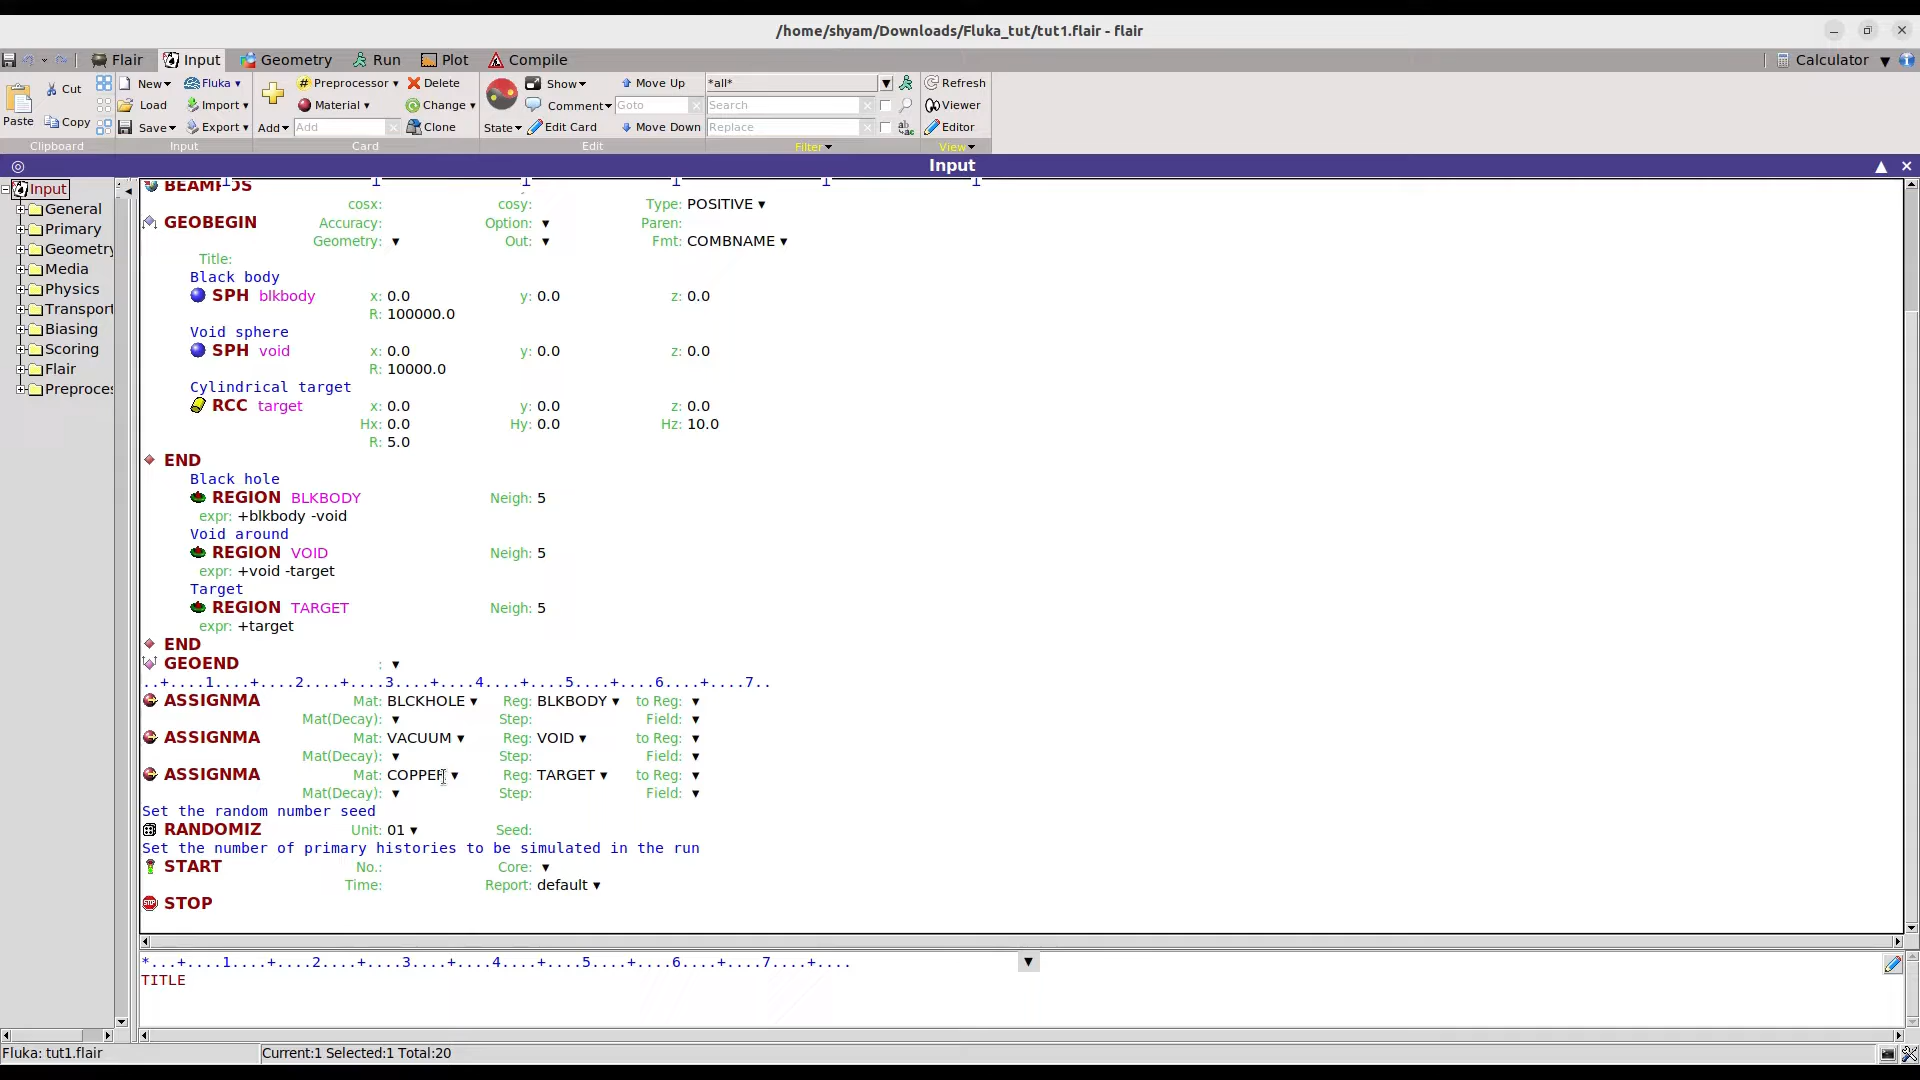 /home/shyam/Downloads/Fluka_tut/tut1.flair - flair
Flair Input Geometry Run Plot Compile Calculator
Paste Cut Copy Clipboard
New Load Save Fluka Import Export Input
Add Preprocessor Material Add Delete Change Clone Card
State Show Comment Edit Card Move Up Goto Move Down Edit
*all* Search Replace Filter
Refresh Viewer Editor View
Input
Input
General
Primary
Geometry
Media
Physics
Transport
Biasing
Scoring
Flair
Preproces
BEAMPOS
cosx: cosy: Type: POSITIVE
GEOBEGIN Accuracy: Option: Paren:
Geometry: Out: Fmt: COMBNAME
Title:
Black body
SPH blkbody x: 0.0 y: 0.0 z: 0.0
R: 100000.0
Void sphere
SPH void x: 0.0 y: 0.0 z: 0.0
R: 10000.0
Cylindrical target
RCC target x: 0.0 y: 0.0 z: 0.0
Hx: 0.0 Hy: 0.0 Hz: 10.0
R: 5.0
END
Black hole
REGION BLKBODY Neigh: 5
expr: +blkbody -void
Void around
REGION VOID Neigh: 5
expr: +void -target
Target
REGION TARGET Neigh: 5
expr: +target
END
GEOEND :
..+....1....+....2....+....3....+....4....+....5....+....6....+....7..
ASSIGNMA Mat: BLCKHOLE Reg: BLKBODY to Reg:
Mat(Decay): Step: Field:
ASSIGNMA Mat: VACUUM Reg: VOID to Reg:
Mat(Decay): Step: Field:
ASSIGNMA Mat: COPPER Reg: TARGET to Reg:
Mat(Decay): Step: Field:
Set the random number seed
RANDOMIZ Unit: 01 Seed:
Set the number of primary histories to be simulated in the run
START No.: Core:
Time: Report: default
STOP
*...+....1....+....2....+....3....+....4....+....5....+....6....+....7....+....
TITLE
Fluka: tut1.flair Current:1 Selected:1 Total:20